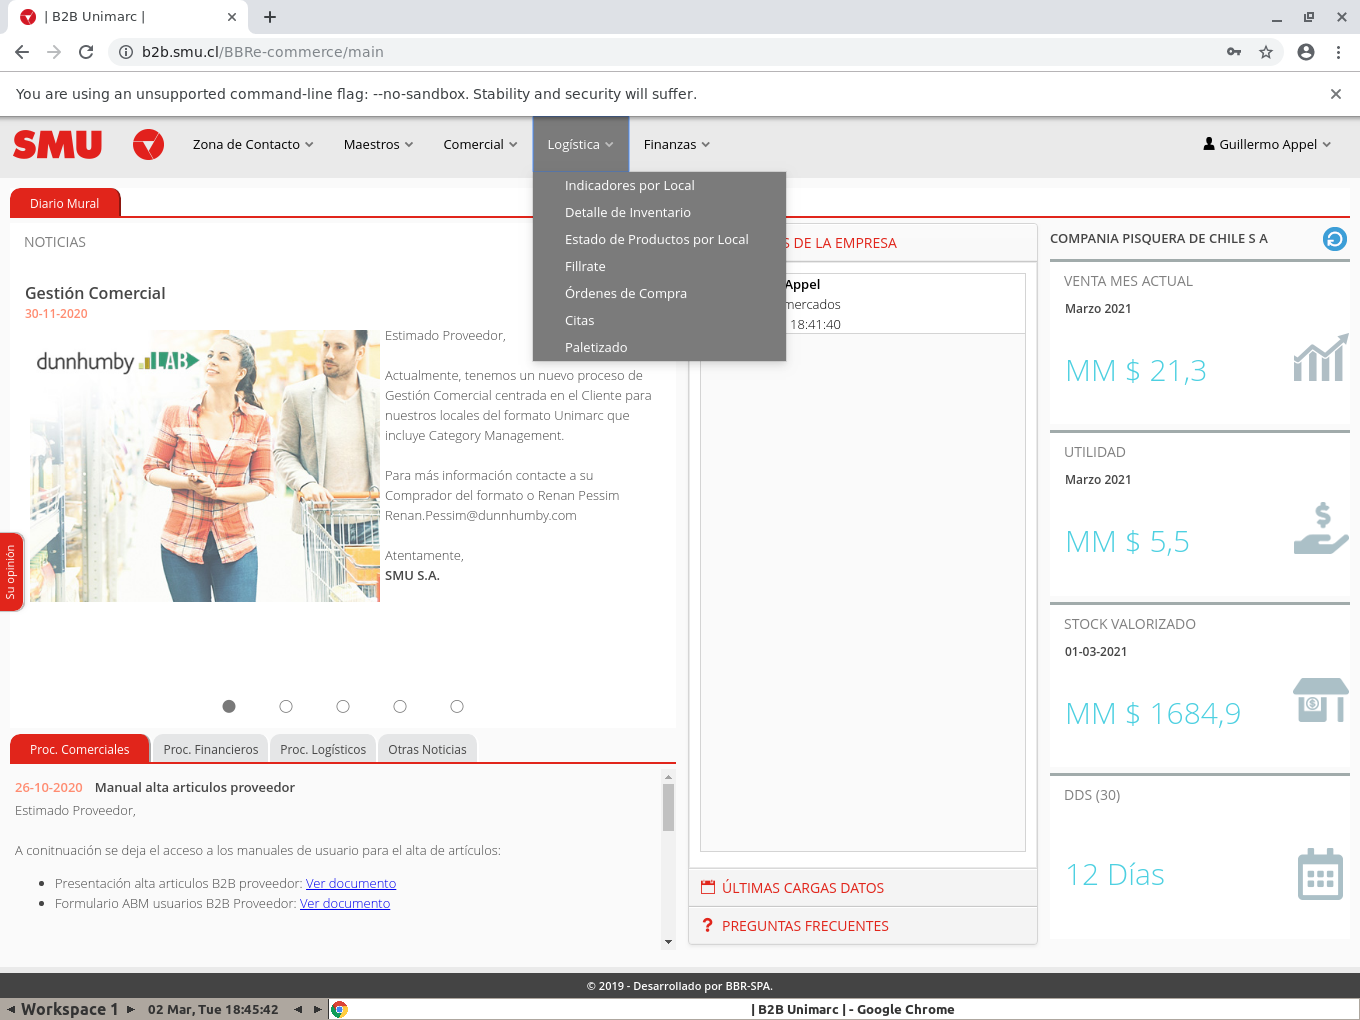 | B2B Unimarc |
b2b.smu.cl/BBRe-commerce/main
You are using an unsupported command-line flag: --no-sandbox. Stability and security will suffer.
SMU
Zona de Contacto
Maestros
Comercial
Logística
Finanzas
Guillermo Appel
Indicadores por Local
Detalle de Inventario
Estado de Productos por Local
Fillrate
Órdenes de Compra
Citas
Paletizado
Diario Mural
NOTICIAS
Gestión Comercial
30-11-2020
dunnhumby LAB
Estimado Proveedor,
Actualmente, tenemos un nuevo proceso de
Gestión Comercial centrada en el Cliente para
nuestros locales del formato Unimarc que
incluye Category Management.
Para más información contacte a su
Comprador del formato o Renan Pessim
Renan.Pessim@dunnhumby.com
Atentamente,
SMU S.A.
Su opinión
Proc. Comerciales
Proc. Financieros
Proc. Logísticos
Otras Noticias
26-10-2020 Manual alta articulos proveedor
Estimado Proveedor,
A conitnuación se deja el acceso a los manuales de usuario para el alta de artículos:
Presentación alta articulos B2B proveedor: Ver documento
Formulario ABM usuarios B2B Proveedor: Ver documento
S DE LA EMPRESA
Appel
mercados
18:41:40
ÚLTIMAS CARGAS DATOS
? PREGUNTAS FRECUENTES
COMPANIA PISQUERA DE CHILE S A
VENTA MES ACTUAL
Marzo 2021
MM $ 21,3
UTILIDAD
Marzo 2021
MM $ 5,5
STOCK VALORIZADO
01-03-2021
MM $ 1684,9
DDS (30)
12 Días
© 2019 - Desarrollado por BBR-SPA.
Workspace 1
02 Mar, Tue 18:45:42
| B2B Unimarc | - Google Chrome